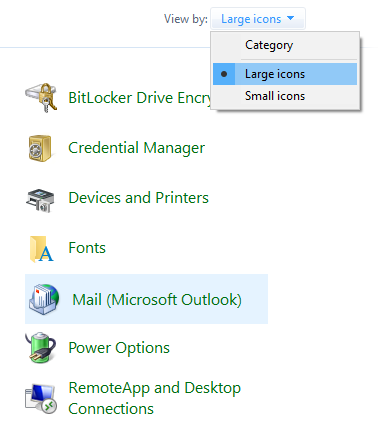 View by: Large icons
Category
Large icons
Small icons
BitLocker Drive Encry
Credential Manager
Devices and Printers
Fonts
Mail (Microsoft Outlook)
Power Options
RemoteApp and Desktop
Connections